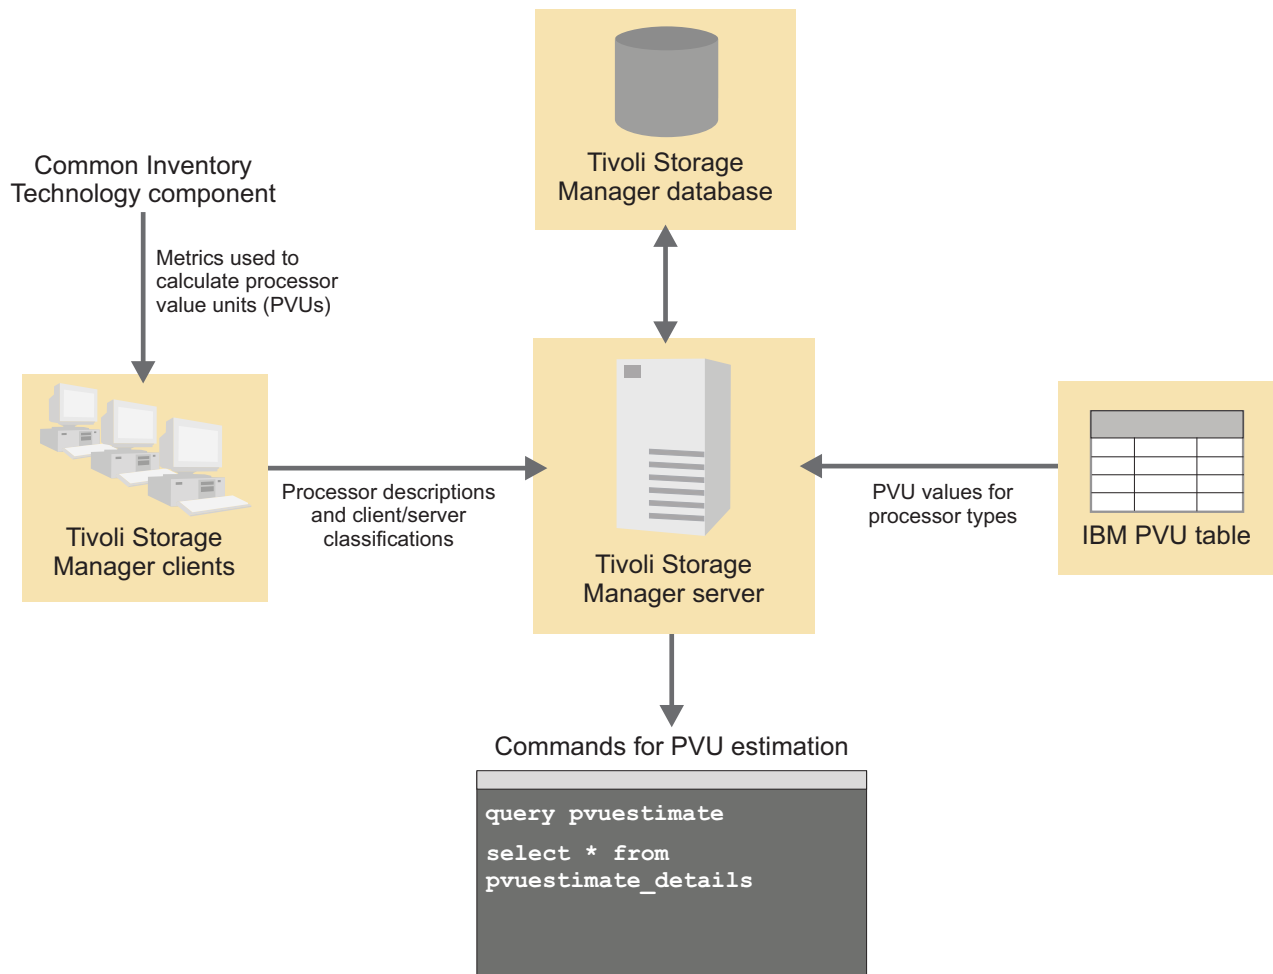 Tivoli Storage
Manager database
Common Inventory
Technology component
Metrics used to
calculate processor
value units (PVUs)
Tivoli Storage
Manager clients
Processor descriptions
and client/server
classifications
Tivoli Storage
Manager server
PVU values for
processor types
IBM PVU table
Commands for PVU estimation
query pvuestimate
select * from
pvuestimate_details